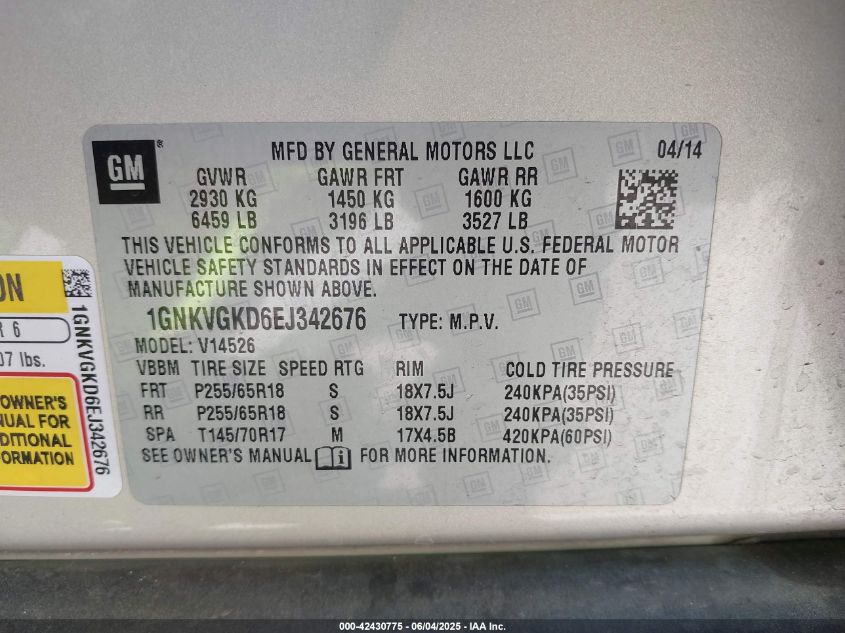 GM ®
MFD BY GENERAL MOTORS LLC 04/14
GVWR GAWR FRT GAWR RR
2930 KG 1450 KG 1600 KG
6459 LB 3196 LB 3527 LB
THIS VEHICLE CONFORMS TO ALL APPLICABLE U.S. FEDERAL MOTOR
VEHICLE SAFETY STANDARDS IN EFFECT ON THE DATE OF
MANUFACTURE SHOWN ABOVE.
1GNKVGKD6EJ342676 TYPE: M.P.V.
MODEL: V14526
VBBM TIRE SIZE SPEED RTG RIM COLD TIRE PRESSURE
FRT P255/65R18 S 18X7.5J 240KPA(35PSI)
RR P255/65R18 S 18X7.5J 240KPA(35PSI)
SPA T145/70R17 M 17X4.5B 420KPA(60PSI)
SEE OWNER'S MANUAL i FOR MORE INFORMATION.
ON
R 6
07 lbs.
OWNER'S
NUAL FOR
DITIONAL
ORMATION
1GNKVGKD6EJ342676
000-42430775 - 06/04/2025 - IAA Inc.